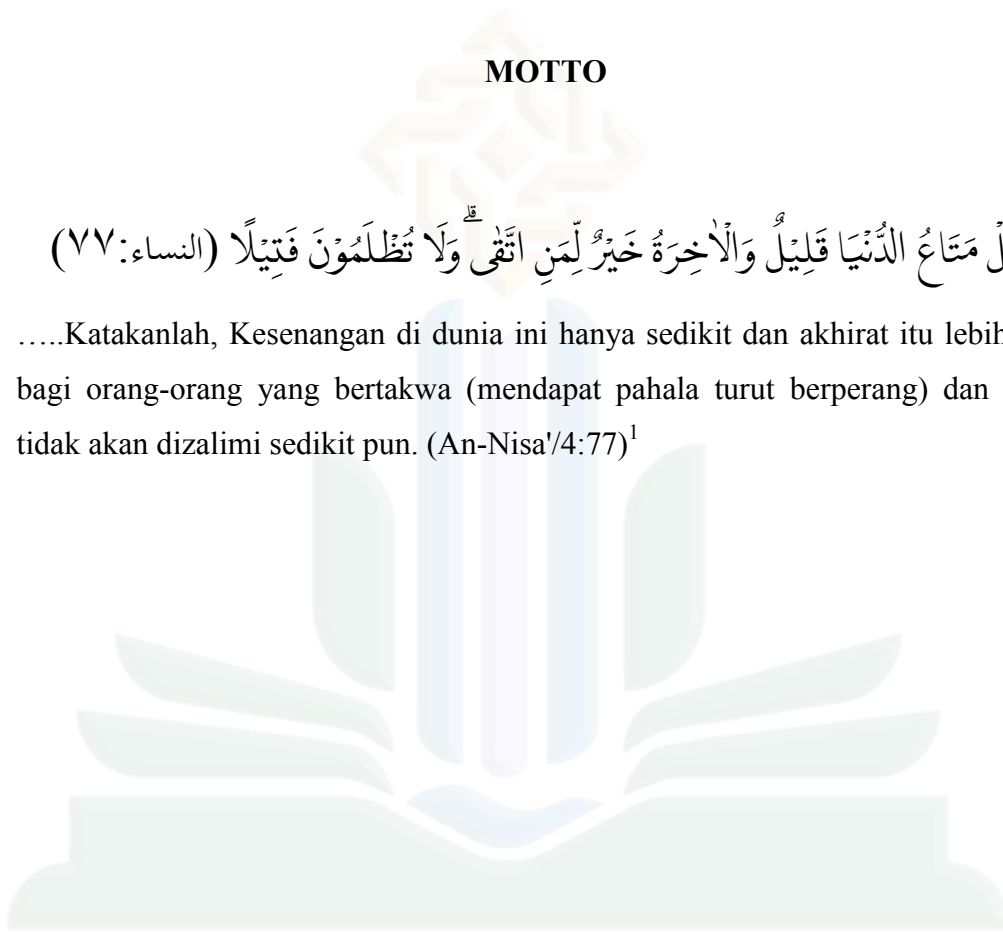 MOTTO
مَتَاعُ الدُّنْيَا قَلِيْلٌ وَالْاٰخِرَةُ خَيْرٌ لِّمَنِ اتَّقٰىۗ وَلَا تُظْلَمُوْنَ فَتِيْلًا (النساء:٧٧)
…..Katakanlah, Kesenangan di dunia ini hanya sedikit dan akhirat itu lebih
bagi orang-orang yang bertakwa (mendapat pahala turut berperang) dan
tidak akan dizalimi sedikit pun. (An-Nisa'/4:77)1